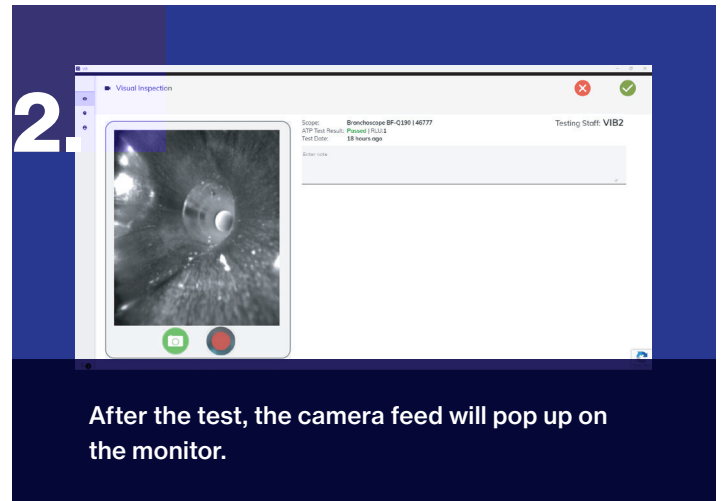 2.
Visual Inspection
Scope: Bronchoscope BF-Q190 | 46777
ATP Test Result: Passed | RLU:1
Test Date: 18 hours ago
Testing Staff: VIB2
Enter note
After the test, the camera feed will pop up on
the monitor.